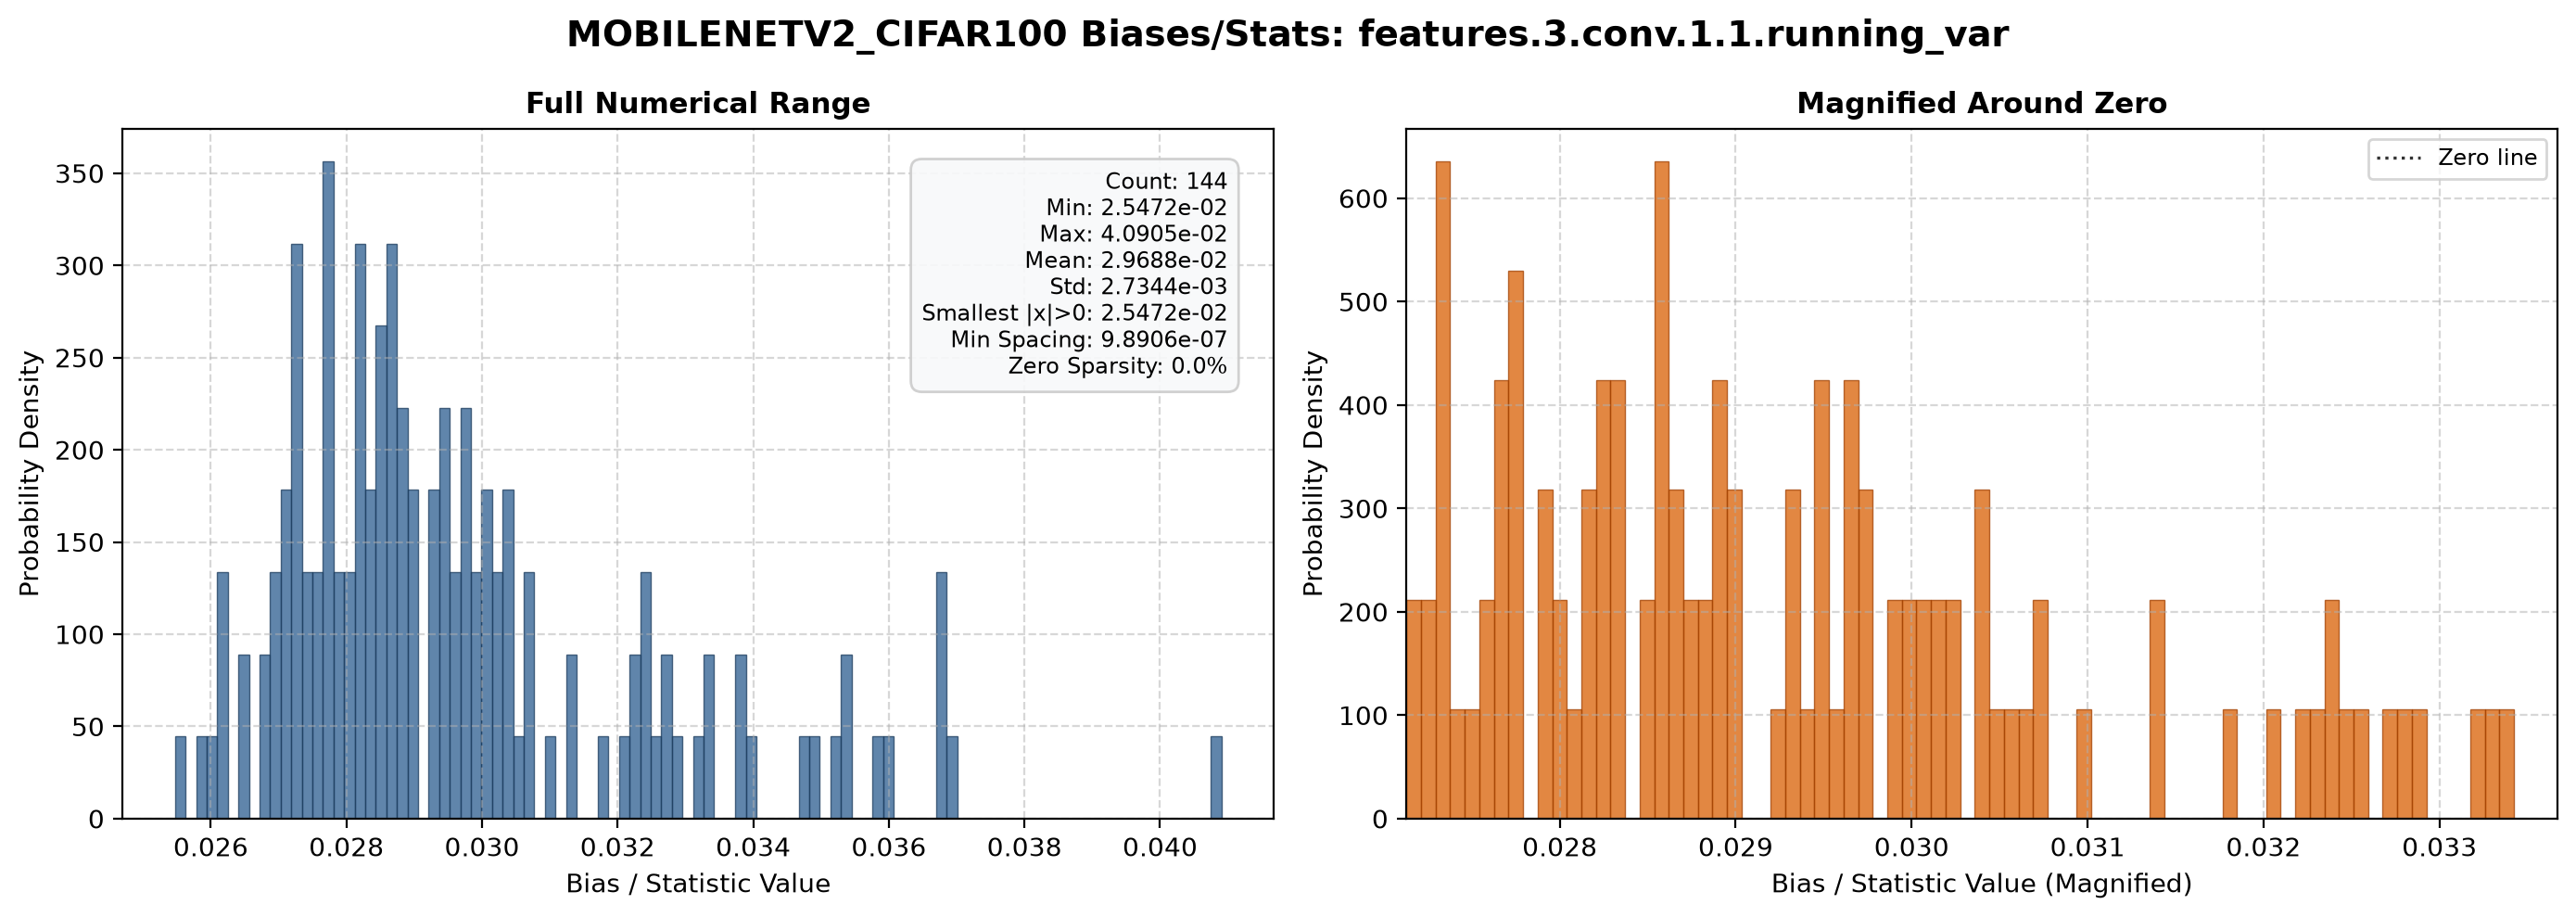 MOBILENETV2_CIFAR100 Biases/Stats: features.3.conv.1.1.running_var
Full Numerical Range
Probability Density
350
300
250
200
150
100
50
0
Count: 144
Min: 2.5472e-02
Max: 4.0905e-02
Mean: 2.9688e-02
Std: 2.7344e-03
Smallest |x|>0: 2.5472e-02
Min Spacing: 9.8906e-07
Zero Sparsity: 0.0%
0.026 0.028 0.030 0.032 0.034 0.036 0.038 0.040
Bias / Statistic Value
Magnified Around Zero
Probability Density
600
500
400
300
200
100
0
Zero line
0.028 0.029 0.030 0.031 0.032 0.033
Bias / Statistic Value (Magnified)